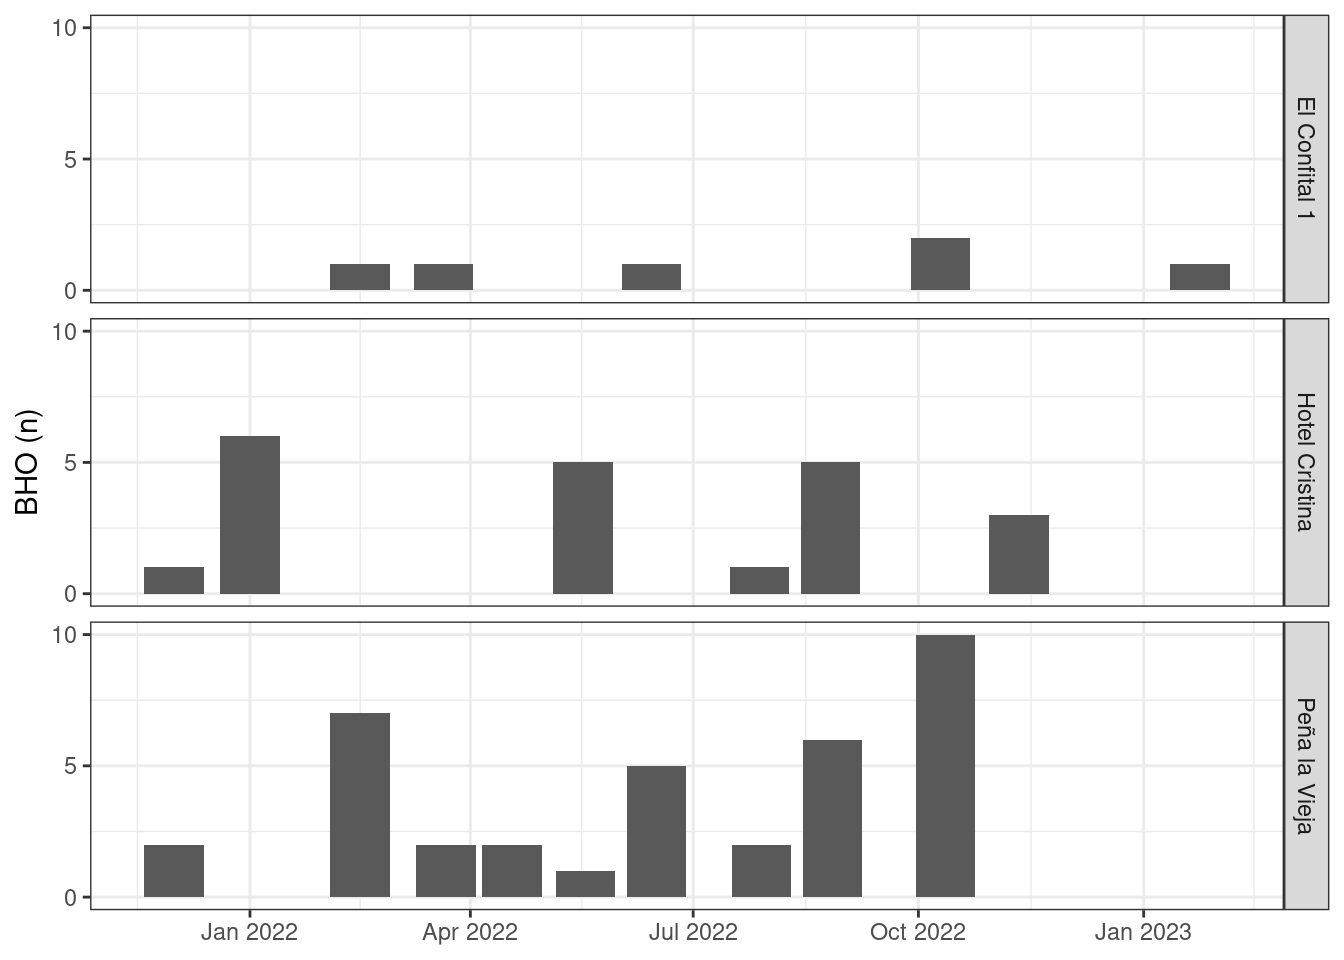 BHO (n)
10
5
0
El Confital 1
10
5
0
Hotel Cristina
10
5
0
Peña la Vieja
Jan 2022
Apr 2022
Jul 2022
Oct 2022
Jan 2023